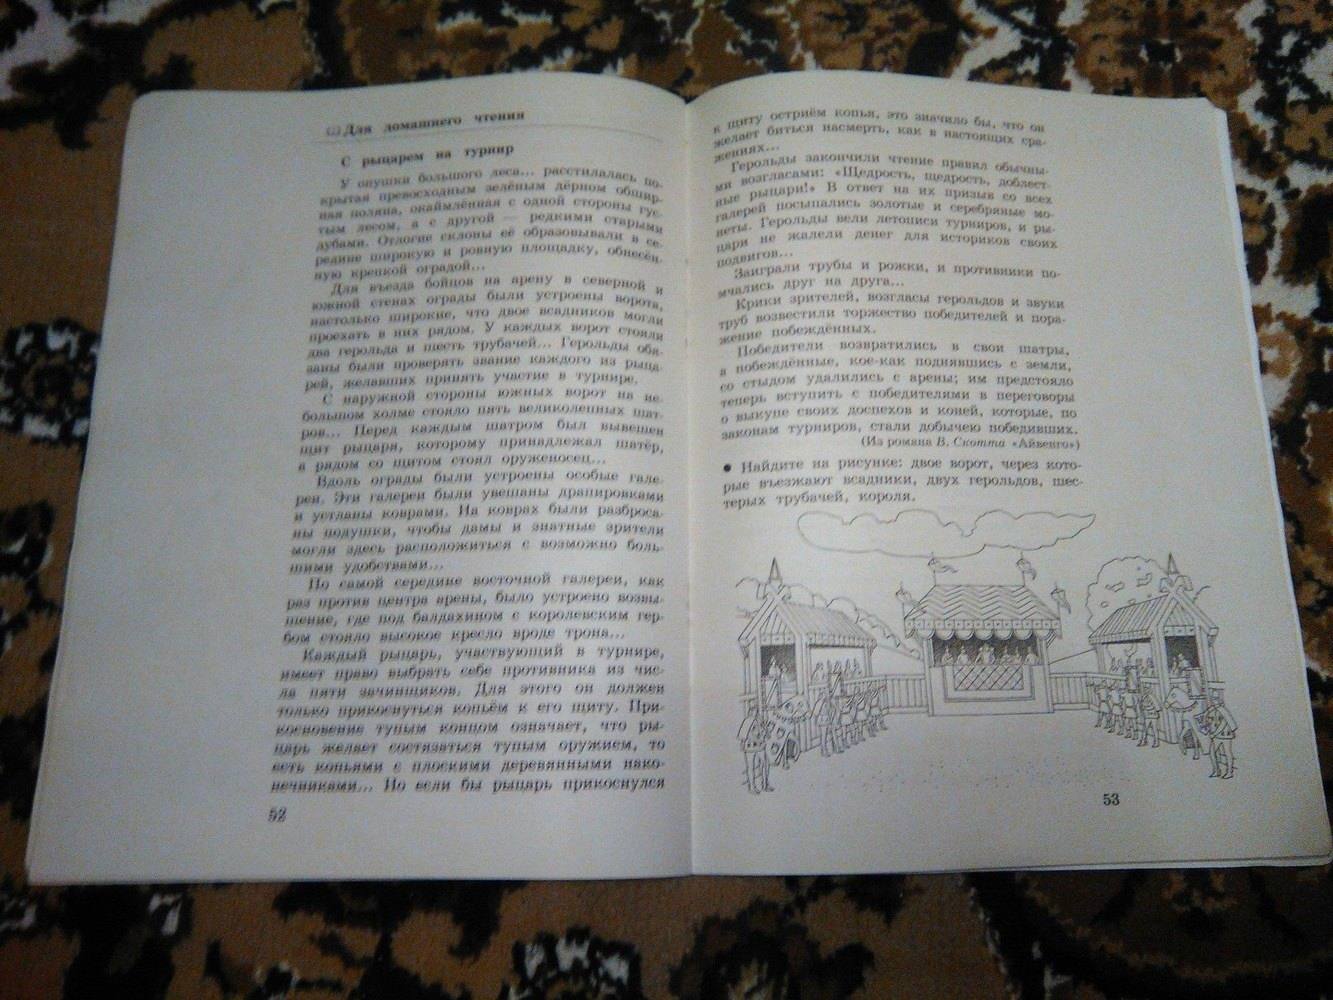 Для домашнего чтения
С рыцарем на турнир
У опушки большого леса... расстилалась по-
крытая превосходным зелёным дёрном обшир-
ная поляна, окаймлённая с одной стороны гус-
тым лесом, а с другой — редкими старыми
дубами. Отлогие склоны её образовывали в се-
редине широкую и ровную площадку, обнесён-
ную крепкой оградой...
Для въезда бойцов на арену в северной и
южной стенах ограды были устроены ворота,
настолько широкие, что двое всадников могли
проехать в них рядом. У каждых ворот стояли
два герольда и шесть трубачей... Герольды обя-
заны были проверять звание каждого из рыца-
рей, желавших принять участие в турнире.
С наружной стороны южных ворот на не-
большом холме стояло пять великолепных шат-
ров... Перед каждым шатром был вывешен
щит рыцаря, которому принадлежал шатёр,
а рядом со щитом стоял оруженосец...
Вдоль ограды были устроены особые гале-
реи. Эти галереи были увешаны драпировками
и устланы коврами. На коврах были разброса-
ны подушки, чтобы дамы и знатные зрители
могли здесь расположиться с возможно боль-
шими удобствами...
По самой середине восточной галереи, как
раз против центра арены, было устроено возвы-
шение, где под балдахином с королевским гер-
бом стояло высокое кресло вроде трона...
Каждый рыцарь, участвующий в турнире,
имеет право выбрать себе противника из чис-
ла пяти зачинщиков. Для этого он должен
только прикоснуться копьём к его щиту. При-
косновение тупым концом означает, что ры-
царь желает состязаться тупым оружием, то
есть копьями с плоскими деревянными нако-
нечниками... Но если бы рыцарь прикоснулся
52
к щиту остриём копья, это значило бы, что он
желает биться насмерть, как в настоящих сра-
жениях...
Герольды закончили чтение правил обычны-
ми возгласами: «Щедрость, щедрость, доблест-
ные рыцари!» В ответ на их призыв со всех
галерей посыпались золотые и серебряные мо-
неты. Герольды вели летописи турниров, и ры-
цари не жалели денег для историков своих
подвигов...
Заиграли трубы и рожки, и противники по-
мчались друг на друга...
Крики зрителей, возгласы герольдов и звуки
труб возвестили торжество победителей и пора-
жение побеждённых.
Победители возвратились в свои шатры,
а побеждённые, кое-как поднявшись с земли,
со стыдом удалились с арены; им предстояло
теперь вступить с победителями в переговоры
о выкупе своих доспехов и коней, которые, по
законам турниров, стали добычею победивших.
(Из романа В. Скотта «Айвенго»)
● Найдите на рисунке: двое ворот, через кото-
рые въезжают всадники, двух герольдов, шес-
терых трубачей, короля.
53